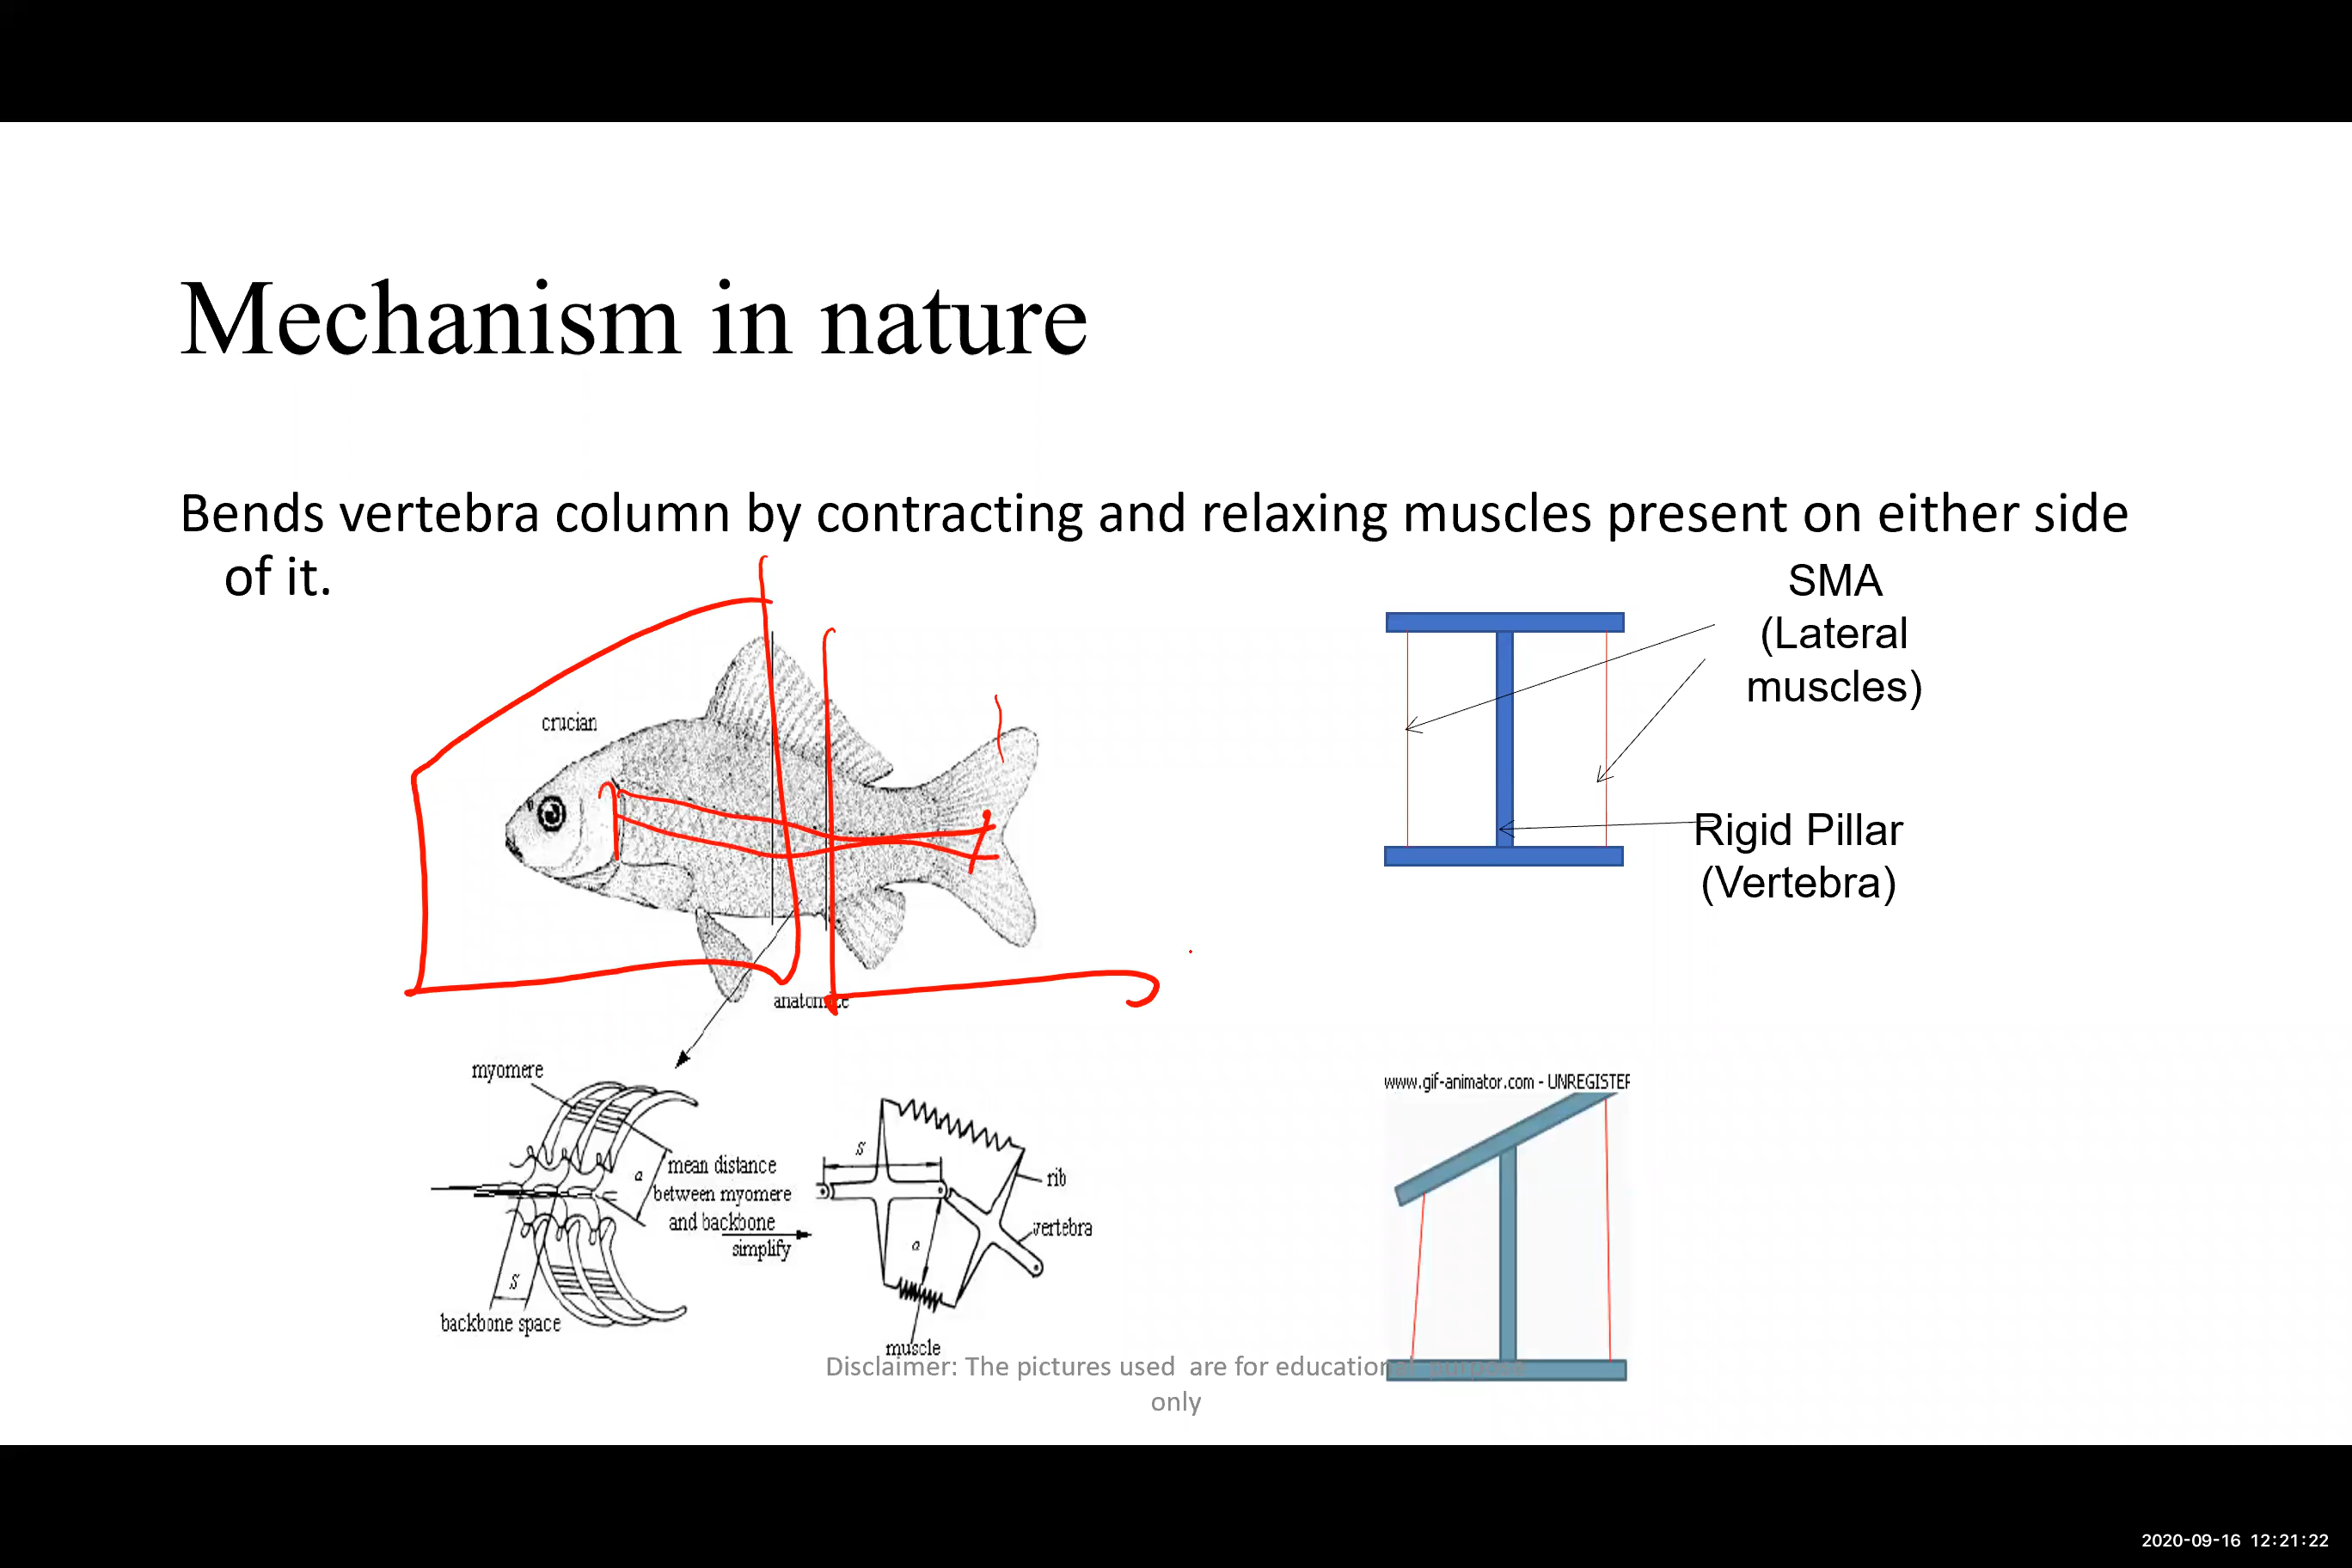 Mechanism in nature
Bends vertebra column by contracting and relaxing muscles present on either side
of it.
SMA
(Lateral
muscles)
crucian
Rigid Pillar
(Vertebra)
myomere
a
mean distance
between myomere
and backbone
simplify
s
backbone space
s
a
rib
vertebra
muscle
www.gif-animator.com - UNREGISTER
Disclaimer: The pictures used are for educational purpose
only
2020-09-16 12:21:22